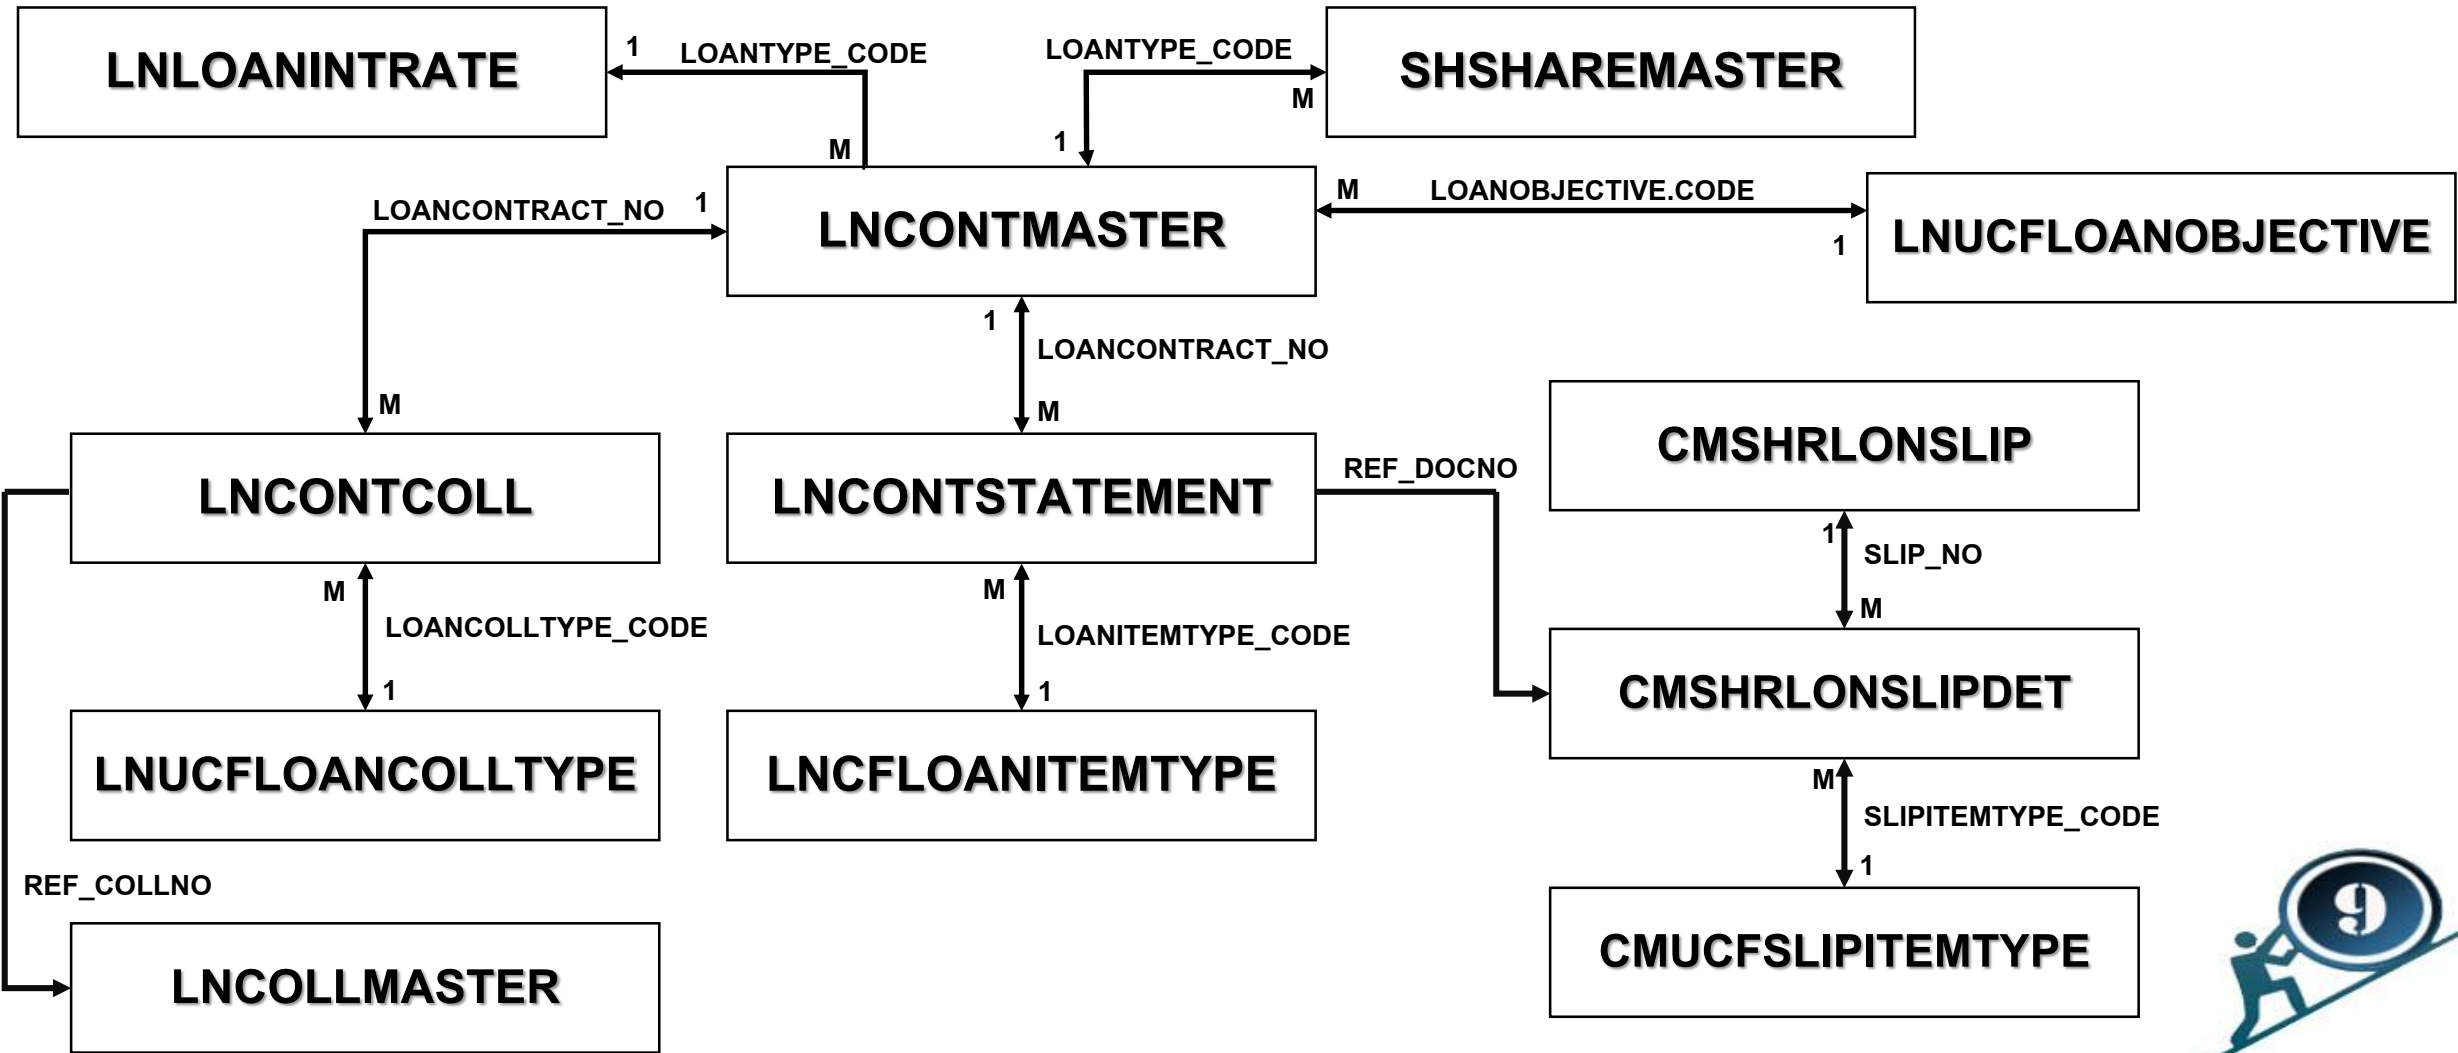 LNLOANINTRATE
1
LOANTYPE_CODE
M
LOANTYPE_CODE
M
1
SHSHAREMASTER
LOANCONTRACT_NO
1
LNCONTMASTER
M
LOANOBJECTIVE.CODE
1
LNUCFLOANOBJECTIVE
1
LOANCONTRACT_NO
M
M
LNCONTCOLL
LNCONTSTATEMENT
REF_DOCNO
CMSHRLONSLIP
1
SLIP_NO
M
M
LOANCOLLTYPE_CODE
1
M
LOANITEMTYPE_CODE
1
CMSHRLONSLIPDET
LNUCFLOANCOLLTYPE
LNCFLOANITEMTYPE
M
SLIPITEMTYPE_CODE
1
REF_COLLNO
LNCOLLMASTER
CMUCFSLIPITEMTYPE
9